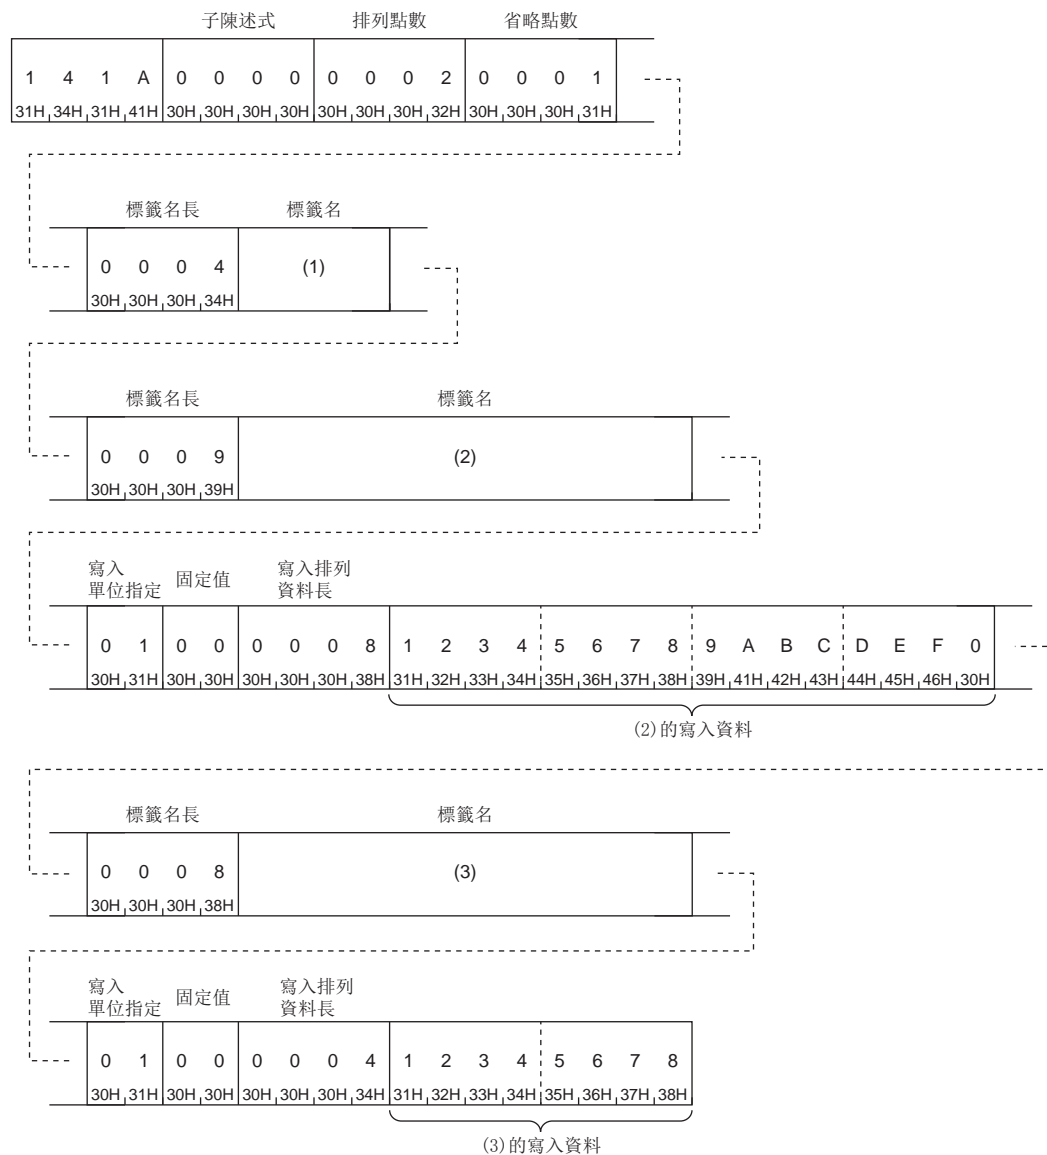 子陳述式 排列點數 省略點數
1 4 1 A 0 0 0 0 0 0 0 2 0 0 0 1
31H 34H 31H 41H 30H 30H 30H 30H 30H 30H 30H 32H 30H 30H 30H 31H
標籤名長 標籤名
0 0 0 4 (1)
30H 30H 30H 34H
標籤名長 標籤名
0 0 0 9 (2)
30H 30H 30H 39H
寫入 寫入排列
單位指定 固定值 資料長
0 1 0 0 0 0 0 8 1 2 3 4 5 6 7 8 9 A B C D E F 0
30H 31H 30H 30H 30H 30H 30H 38H 31H 32H 33H 34H 35H 36H 37H 38H 39H 41H 42H 43H 44H 45H 46H 30H
(2)的寫入資料
標籤名長 標籤名
0 0 0 8 (3)
30H 30H 30H 38H
寫入 寫入排列
單位指定 固定值 資料長
0 1 0 0 0 0 0 4 1 2 3 4 5 6 7 8
30H 31H 30H 30H 30H 30H 30H 34H 31H 32H 33H 34H 35H 36H 37H 38H
(3)的寫入資料